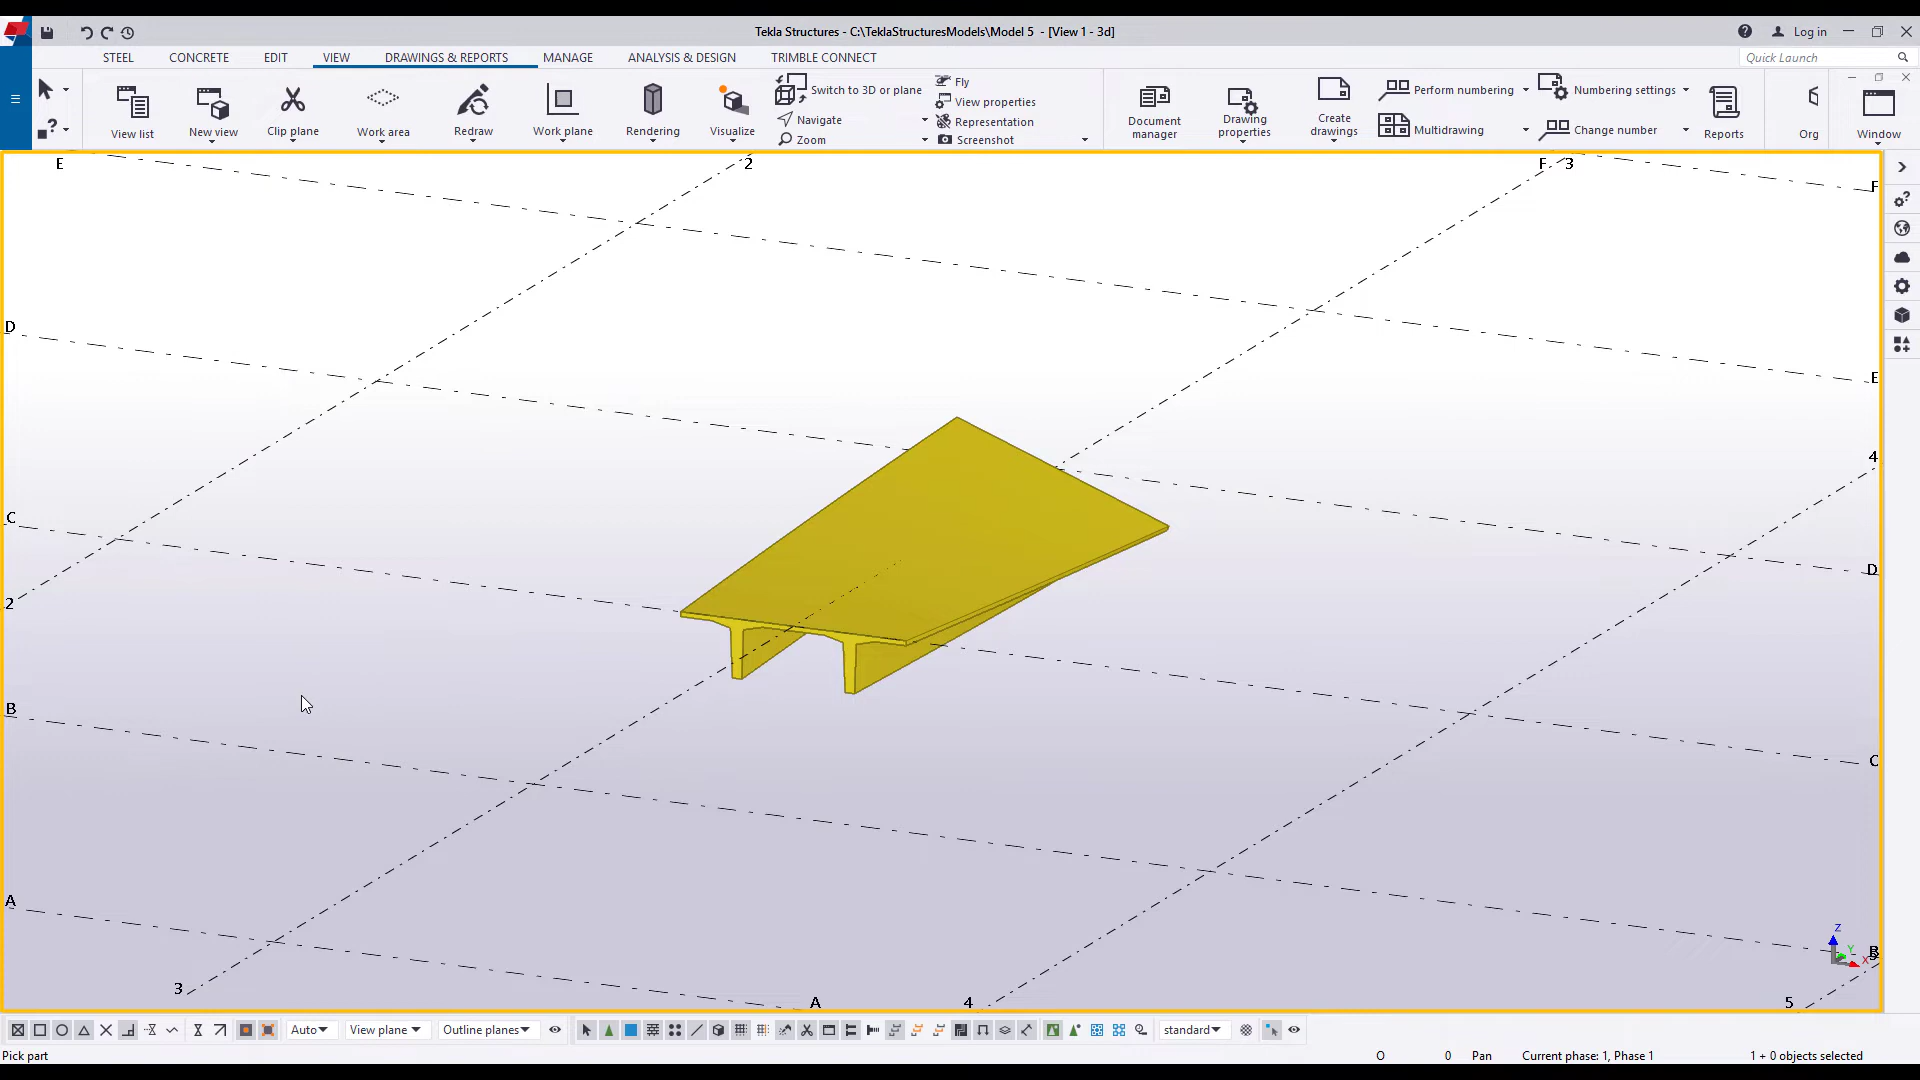 Tekla Structures - C:\TeklaStructuresModels\Model 5 - [View 1 - 3d]
Log in
STEEL
CONCRETE
EDIT
VIEW
DRAWINGS & REPORTS
MANAGE
ANALYSIS & DESIGN
TRIMBLE CONNECT
Quick Launch
View list
New view
Clip plane
Work area
Redraw
Work plane
Rendering
Visualize
Switch to 3D or plane
Navigate
Zoom
Fly
View properties
Representation
Screenshot
Document manager
Drawing properties
Create drawings
Perform numbering
Multidrawing
Numbering settings
Change number
Reports
Org
Window
E
2
F
3
F
D
E
4
C
D
2
B
C
A
B
3
A
4
5
5
Z
Y
X
Auto
View plane
Outline planes
standard
Pick part
O
0
Pan
Current phase: 1, Phase 1
1 + 0 objects selected